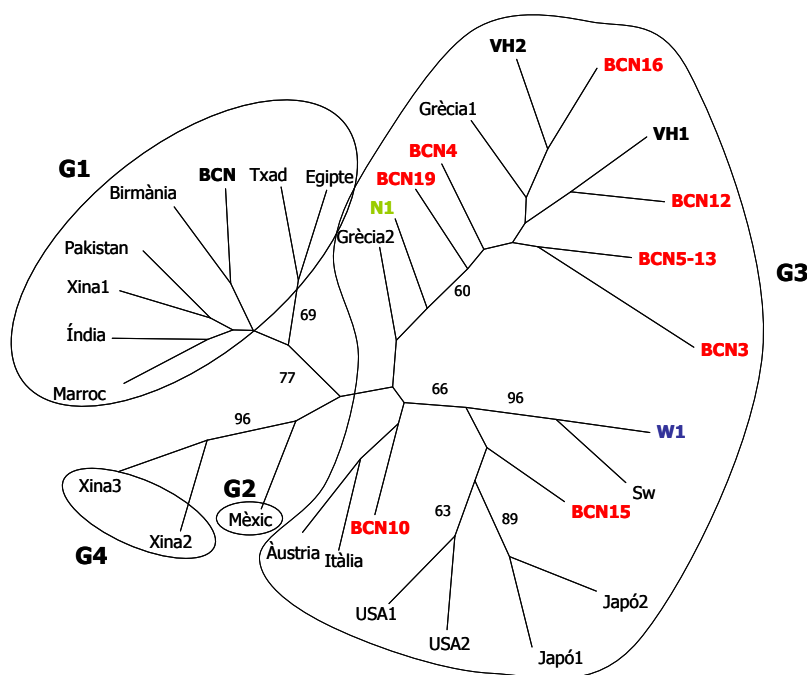 VH2
BCN16
Grècia1
VH1
BCN4
G1
BCN
Txad
Egipte
BCN19
Birmània
N1
BCN12
Grècia2
Pakistan
BCN5-13
G3
Xina1
60
69
Índia
BCN3
77
Marroc
66
96
96
W1
Xina3
G2
Sw
Mèxic
BCN10
63
89
BCN15
Xina2
G4
Àustria
Itàlia
USA1
Japó2
USA2
Japó1